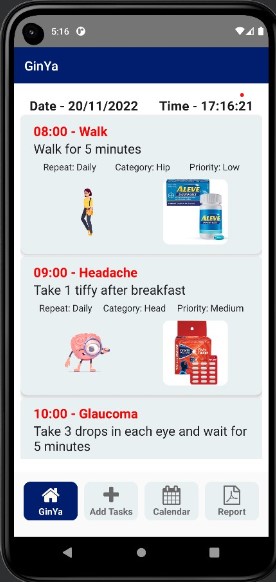 5:16
GinYa
Date - 20/11/2022 Time - 17:16:21
08:00 - Walk
Walk for 5 minutes
Repeat: Daily Category: Hip Priority: Low
ALEVE
ALEVE
09:00 - Headache
Take 1 tiffy after breakfast
Repeat: Daily Category: Head Priority: Medium
10:00 - Glaucoma
Take 3 drops in each eye and wait for
5 minutes
GinYa Add Tasks Calendar Report